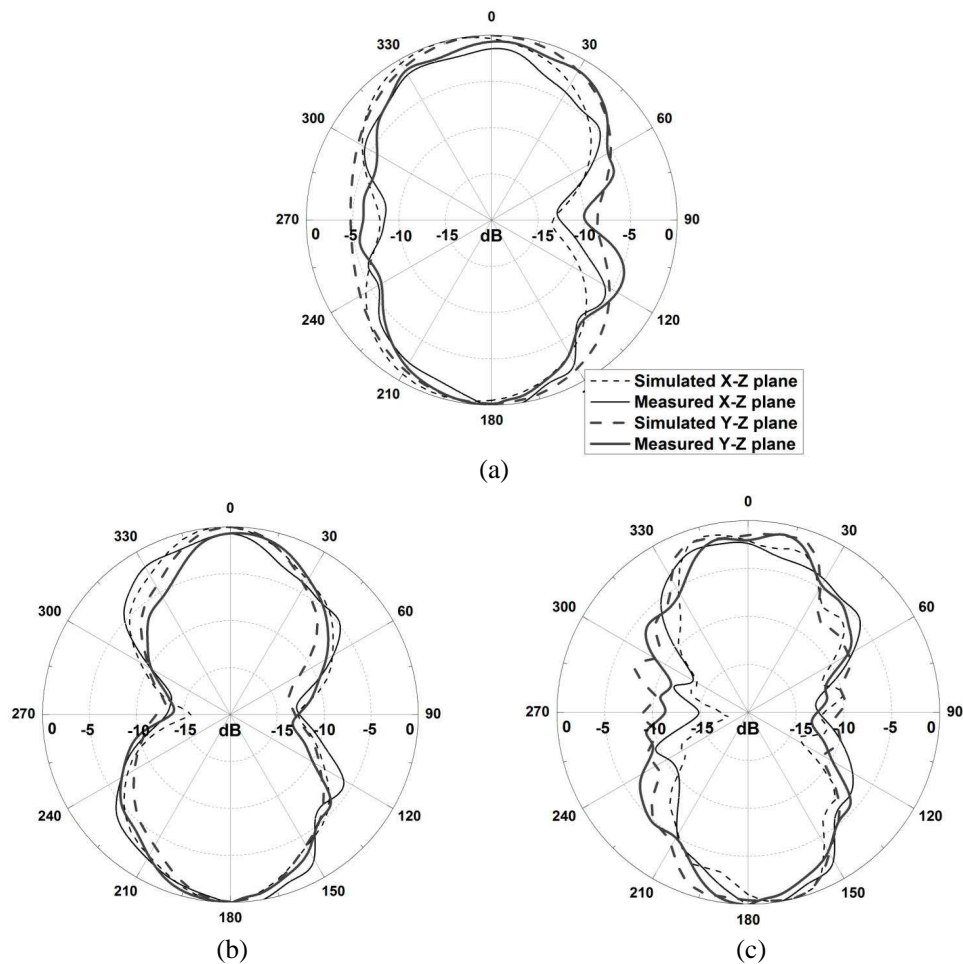 0
330 30
300 60
270 90
0 -5 -10 -15 dB -15 -10 -5 0
240 120
210
180
Simulated X-Z plane
Measured X-Z plane
Simulated Y-Z plane
Measured Y-Z plane
(a)
0
330 30
300 60
270 90
0 -5 -10 -15 dB -15 -10 -5 0
240 120
210 150
180
(b)
0
330 30
300 60
270 90
0 -5 -10 -15 dB -15 -10 -5 0
240 120
210 150
180
(c)